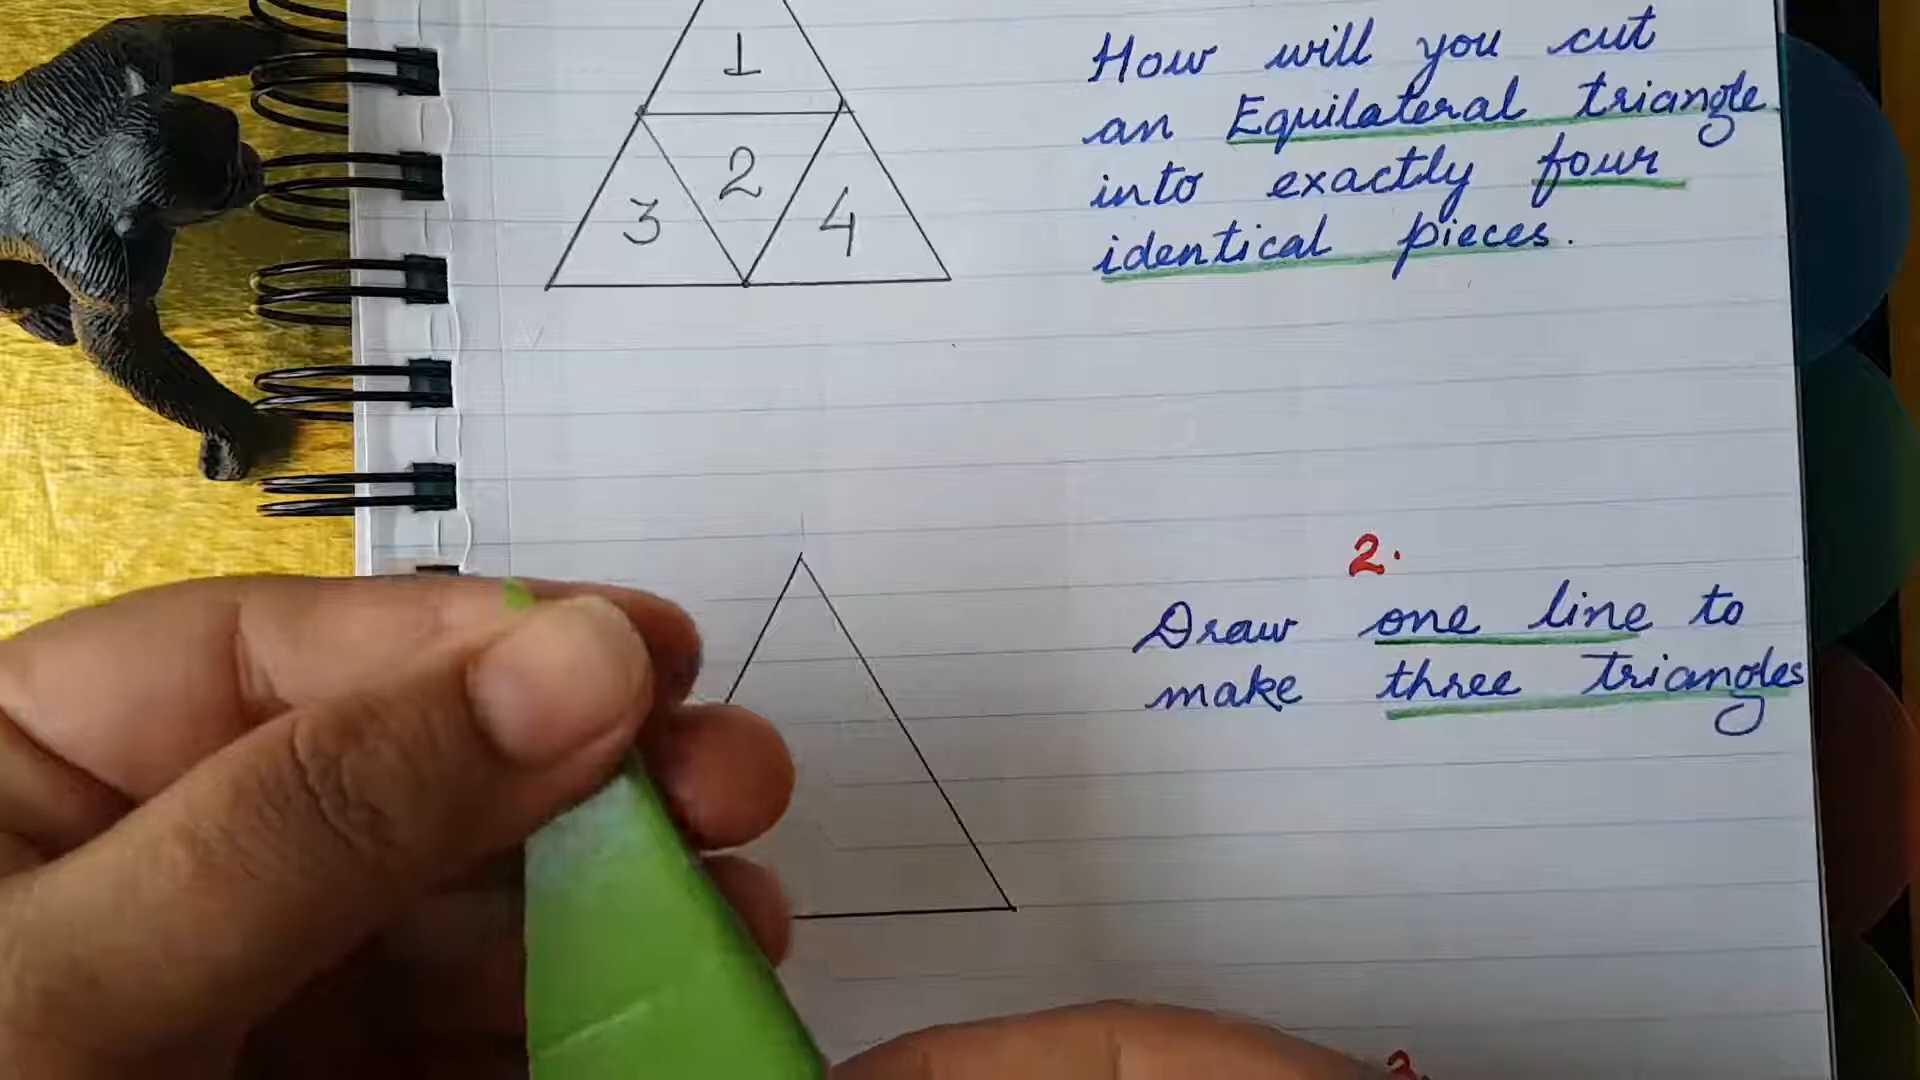 1
2
3
4
How will you cut
an Equilateral triangle
into exactly four
identical pieces.
2.
Draw one line to
make three triangles